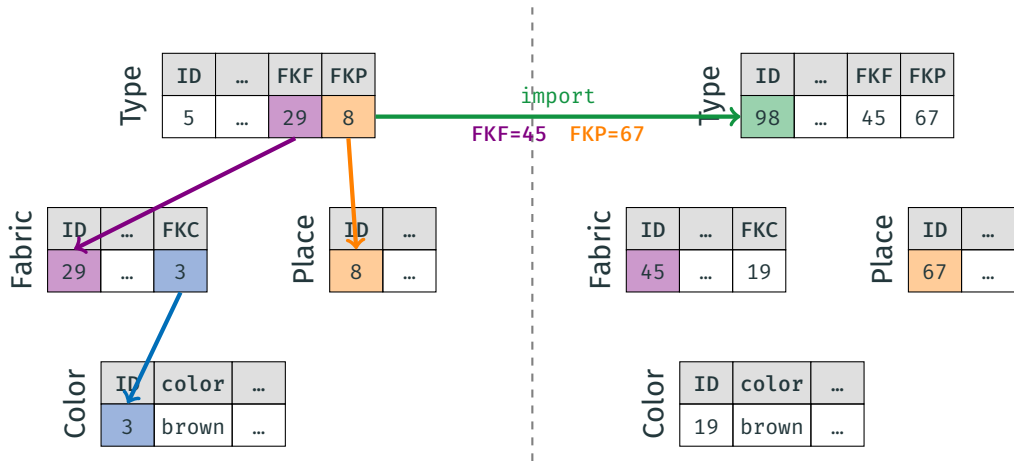 Type
ID … FKF FKP
5 … 29 8
import
FKF=45 FKP=67
Type
ID … FKF FKP
98 … 45 67
Fabric
ID … FKC
29 … 3
Place
ID …
8 …
Fabric
ID … FKC
45 … 19
Place
ID …
67 …
Color
ID color …
3 brown …
Color
ID color …
19 brown …